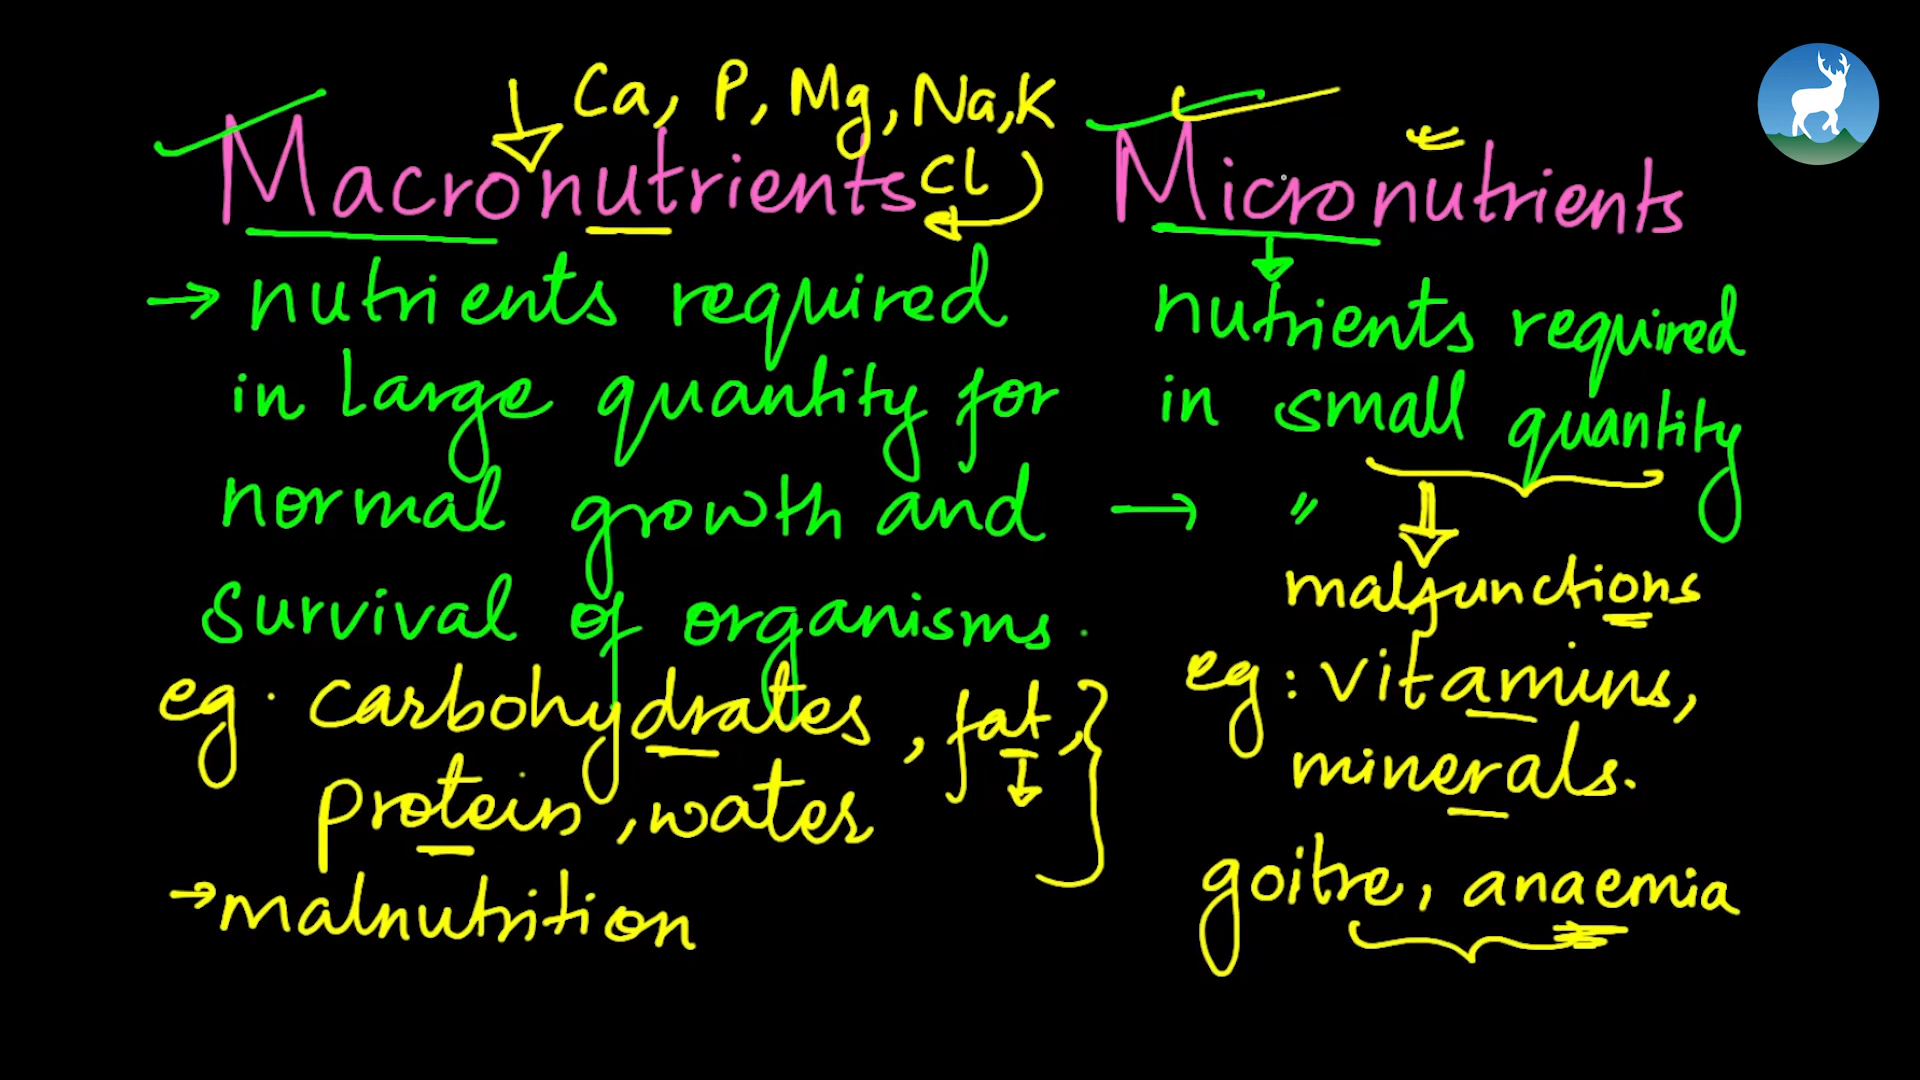 Ca, P, Mg, Na, K
Cl
Macronutrients
→ nutrients required
in large quantity for
normal growth and
survival of organisms.
eg. carbohydrates, fat,
protein, water
→ malnutrition
Micronutrients
nutrients required
in small quantity
→ "
malfunctions
eg: vitamins,
minerals.
goitre, anaemia